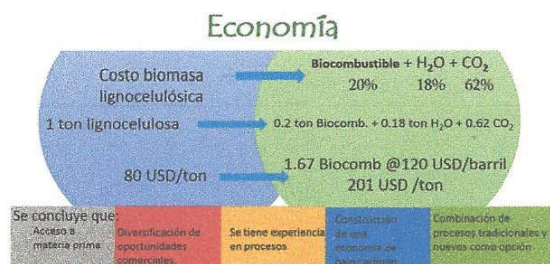 Economía
Costo biomasa
lignocelulósica
Biocombustible + H₂O + CO₂
20% 18% 62%
1 ton lignocelulosa
0.2 ton Biocomb. + 0.18 ton H₂O + 0.62 CO₂
80 USD/ton
1.67 Biocomb @120 USD/barril
201 USD /ton
Se concluye que:
Acceso a
materia prima
Diversificación de
oportunidades
comerciales.
Se tiene experiencia
en procesos
Construcción
de una
economía de
bajo carbono
Combinación de
procesos tradicionales y
nuevos como opción